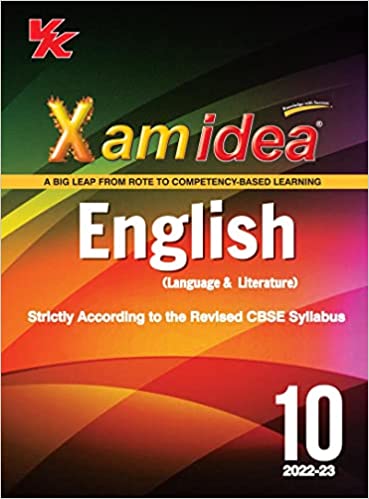 VK
Knowledge with Success
Xam idea®
A BIG LEAP FROM ROTE TO COMPETENCY-BASED LEARNING
English
(Language & Literature)
Strictly According to the Revised CBSE Syllabus
10
2022-23